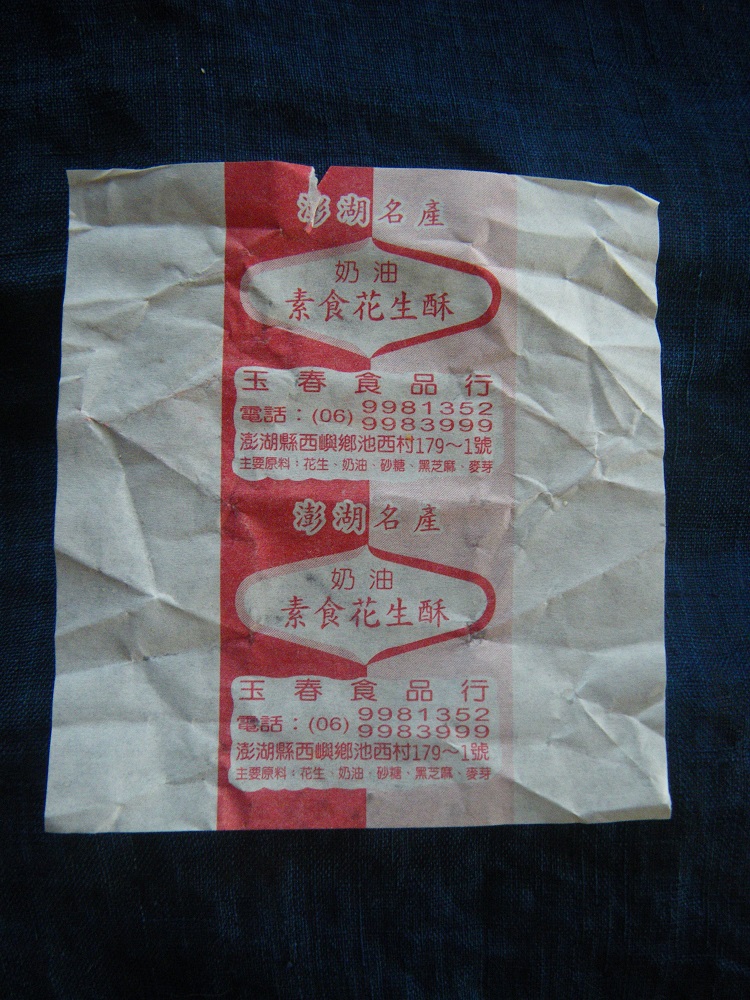 澎湖名產
奶油
素食花生酥
玉春食品行
電話：(06) 9981352
9983999
澎湖縣西嶼鄉池西村179～1號
主要原料：花生、奶油、砂糖、黑芝麻、麥芽
澎湖名產
奶油
素食花生酥
玉春食品行
電話：(06) 9981352
9983999
澎湖縣西嶼鄉池西村179～1號
主要原料：花生、奶油、砂糖、黑芝麻、麥芽